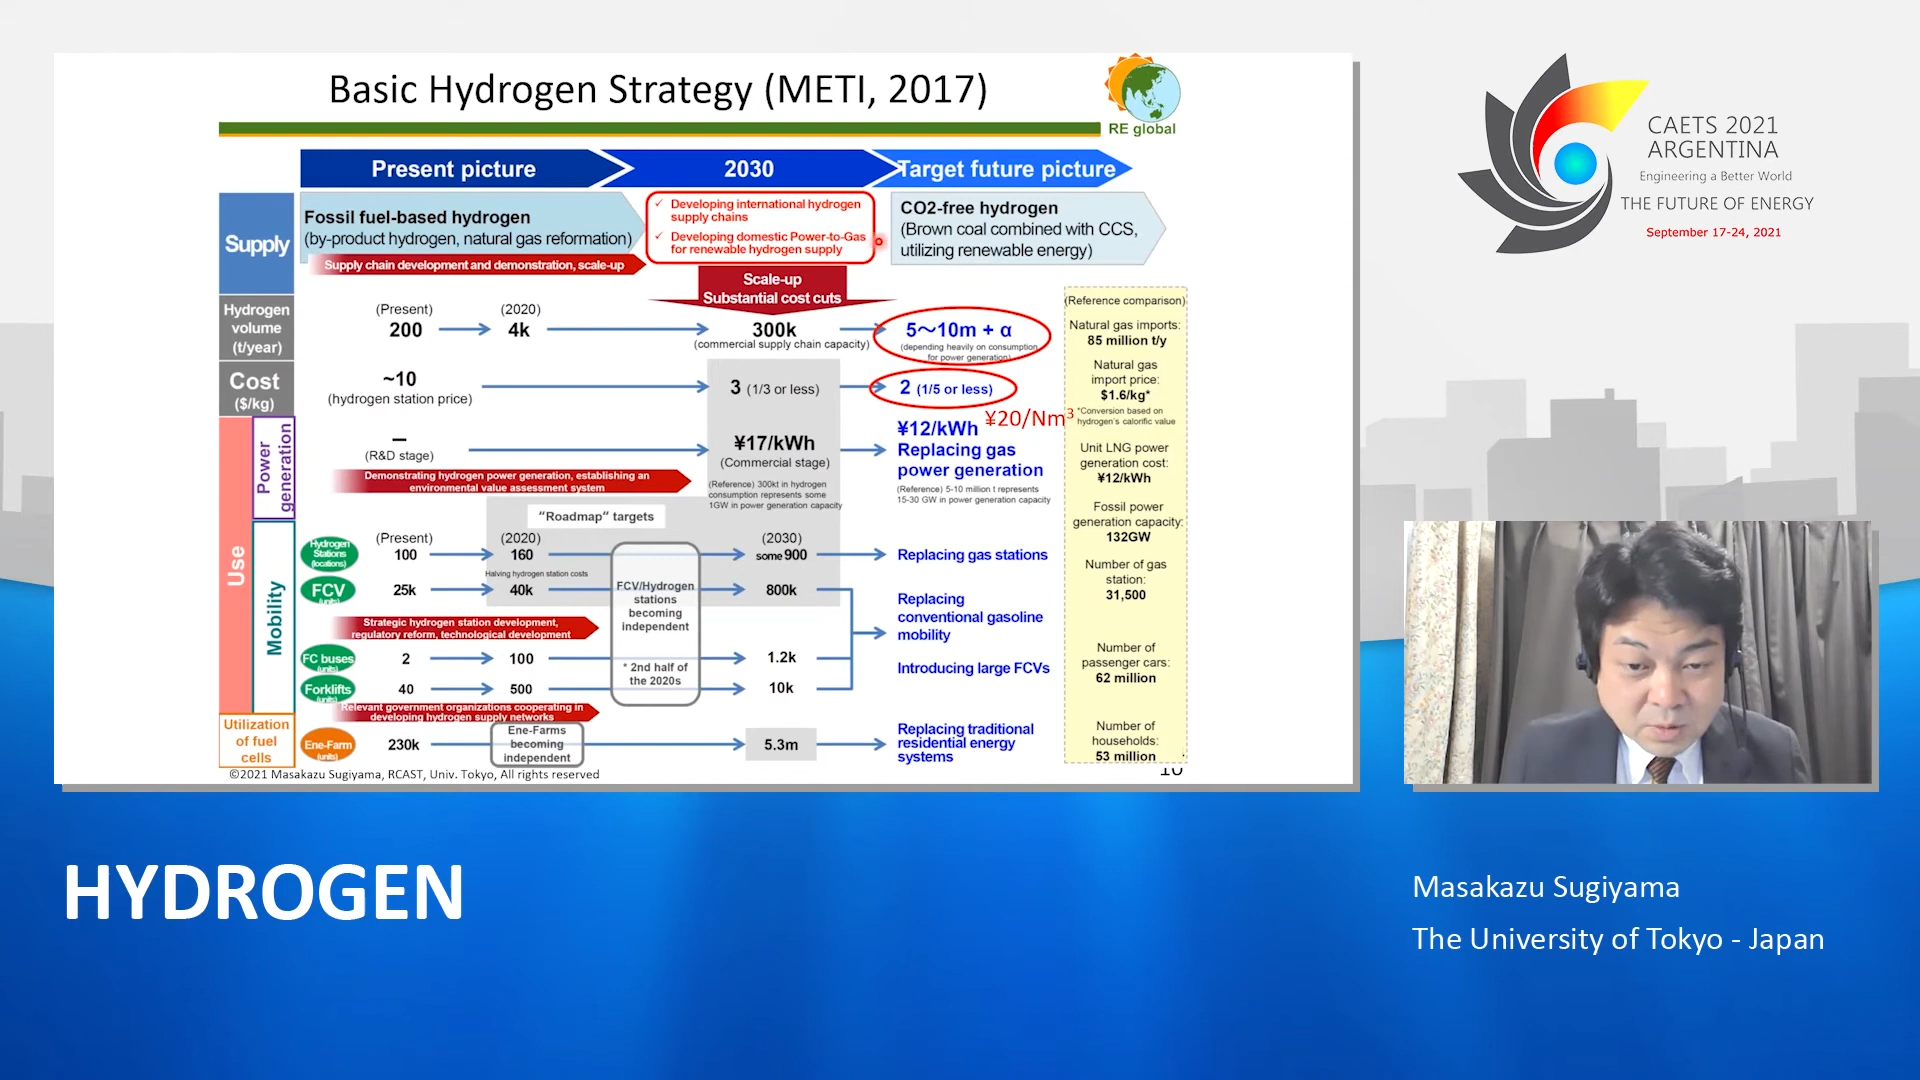 Basic Hydrogen Strategy (METI, 2017)
RE global
Present picture
2030
Target future picture
Supply
Fossil fuel-based hydrogen
(by-product hydrogen, natural gas reformation)
Supply chain development and demonstration, scale-up
✓ Developing international hydrogen
supply chains
✓ Developing domestic Power-to-Gas
for renewable hydrogen supply
CO2-free hydrogen
(Brown coal combined with CCS,
utilizing renewable energy)
Scale-up
Substantial cost cuts
Hydrogen
volume
(t/year)
(Present)
200
(2020)
4k
300k
(commercial supply chain capacity)
5~10m + α
(depending heavily on consumption
for power generation)
Cost
($/kg)
~10
(hydrogen station price)
3 (1/3 or less)
2 (1/5 or less)
¥20/Nm3
Use
Power
generation
–
(R&D stage)
Demonstrating hydrogen power generation, establishing an
environmental value assessment system
¥17/kWh
(Commercial stage)
(Reference) 300kt in hydrogen
consumption represents some
1GW in power generation capacity
¥12/kWh
Replacing gas
power generation
(Reference) 5-10 million t represents
15-30 GW in power generation capacity
Mobility
"Roadmap" targets
(Present)
(2020)
(2030)
Hydrogen
Stations
(locations)
100
160
some 900
Replacing gas stations
Halving hydrogen station costs
FCV
(units)
25k
40k
800k
FCV/Hydrogen
stations
becoming
independent
* 2nd half of
the 2020s
Replacing
conventional gasoline
mobility
Strategic hydrogen station development,
regulatory reform, technological development
FC buses
(units)
2
100
1.2k
Introducing large FCVs
Forklifts
(units)
40
500
10k
Relevant government organizations cooperating in
developing hydrogen supply networks
Utilization
of fuel
cells
Ene-Farm
(units)
230k
Ene-Farms
becoming
independent
5.3m
Replacing traditional
residential energy
systems
(Reference comparison)
Natural gas imports:
85 million t/y
Natural gas
import price:
$1.6/kg*
*Conversion based on
hydrogen's calorific value
Unit LNG power
generation cost:
¥12/kWh
Fossil power
generation capacity:
132GW
Number of gas
station:
31,500
Number of
passenger cars:
62 million
Number of
households:
53 million
©2021 Masakazu Sugiyama, RCAST, Univ. Tokyo, All rights reserved
10
CAETS 2021
ARGENTINA
Engineering a Better World
THE FUTURE OF ENERGY
September 17-24, 2021
HYDROGEN
Masakazu Sugiyama
The University of Tokyo - Japan